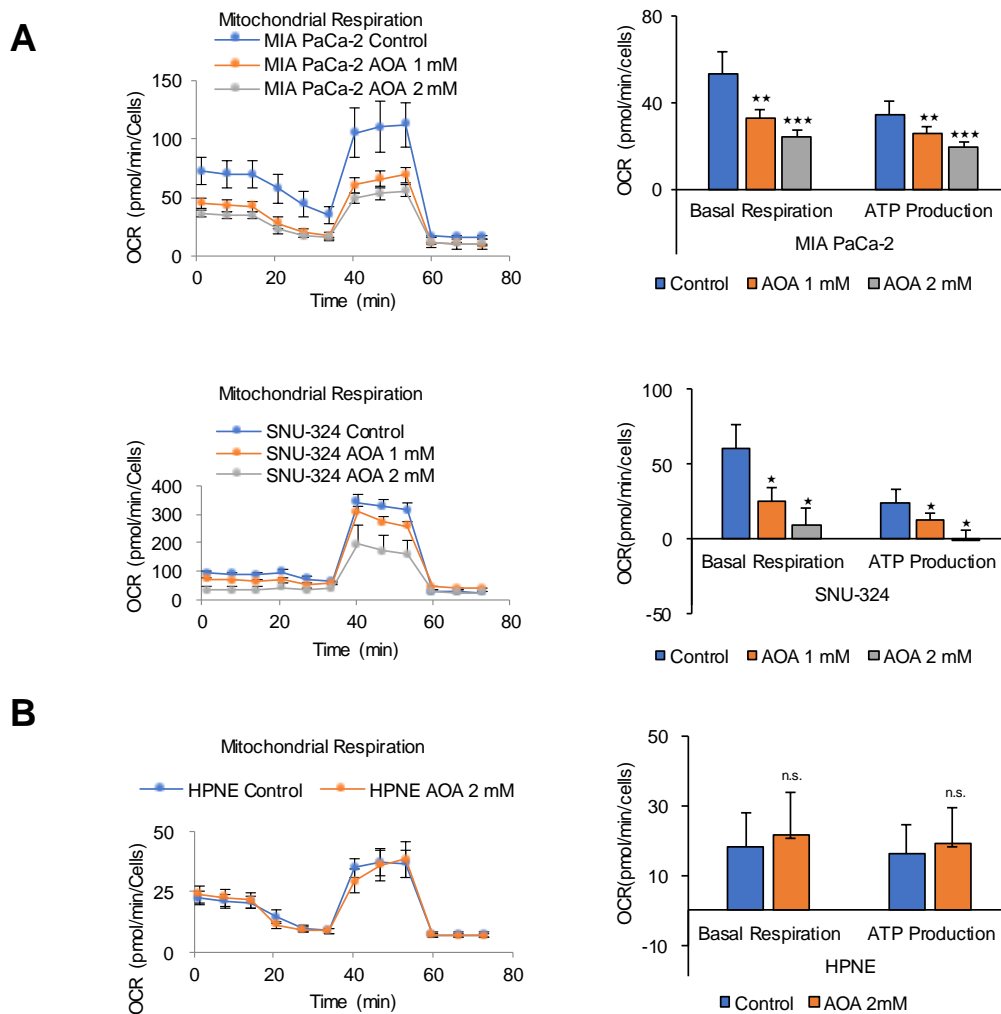 A
Mitochondrial Respiration
MIA PaCa-2 Control
MIA PaCa-2 AOA 1 mM
MIA PaCa-2 AOA 2 mM
OCR (pmol/min/Cells)
150
100
50
0
0 20 40 60 80
Time (min)
OCR (pmol/min/cells)
80
40
0
★★
★★★
★★
★★★
Basal Respiration ATP Production
MIA PaCa-2
Control AOA 1 mM AOA 2 mM
Mitochondrial Respiration
SNU-324 Control
SNU-324 AOA 1 mM
SNU-324 AOA 2 mM
OCR (pmol/min/Cells)
400
300
200
100
0
0 20 40 60 80
Time (min)
OCR(pmol/min/cells)
100
50
0
-50
★
★
★
★
Basal Respiration ATP Production
SNU-324
Control AOA 1 mM AOA 2 mM
B
Mitochondrial Respiration
HPNE Control HPNE AOA 2 mM
OCR (pmol/min/Cells)
50
25
0
0 20 40 60 80
Time (min)
OCR(pmol/min/cells)
50
30
10
-10
n.s.
n.s.
Basal Respiration ATP Production
HPNE
Control AOA 2mM